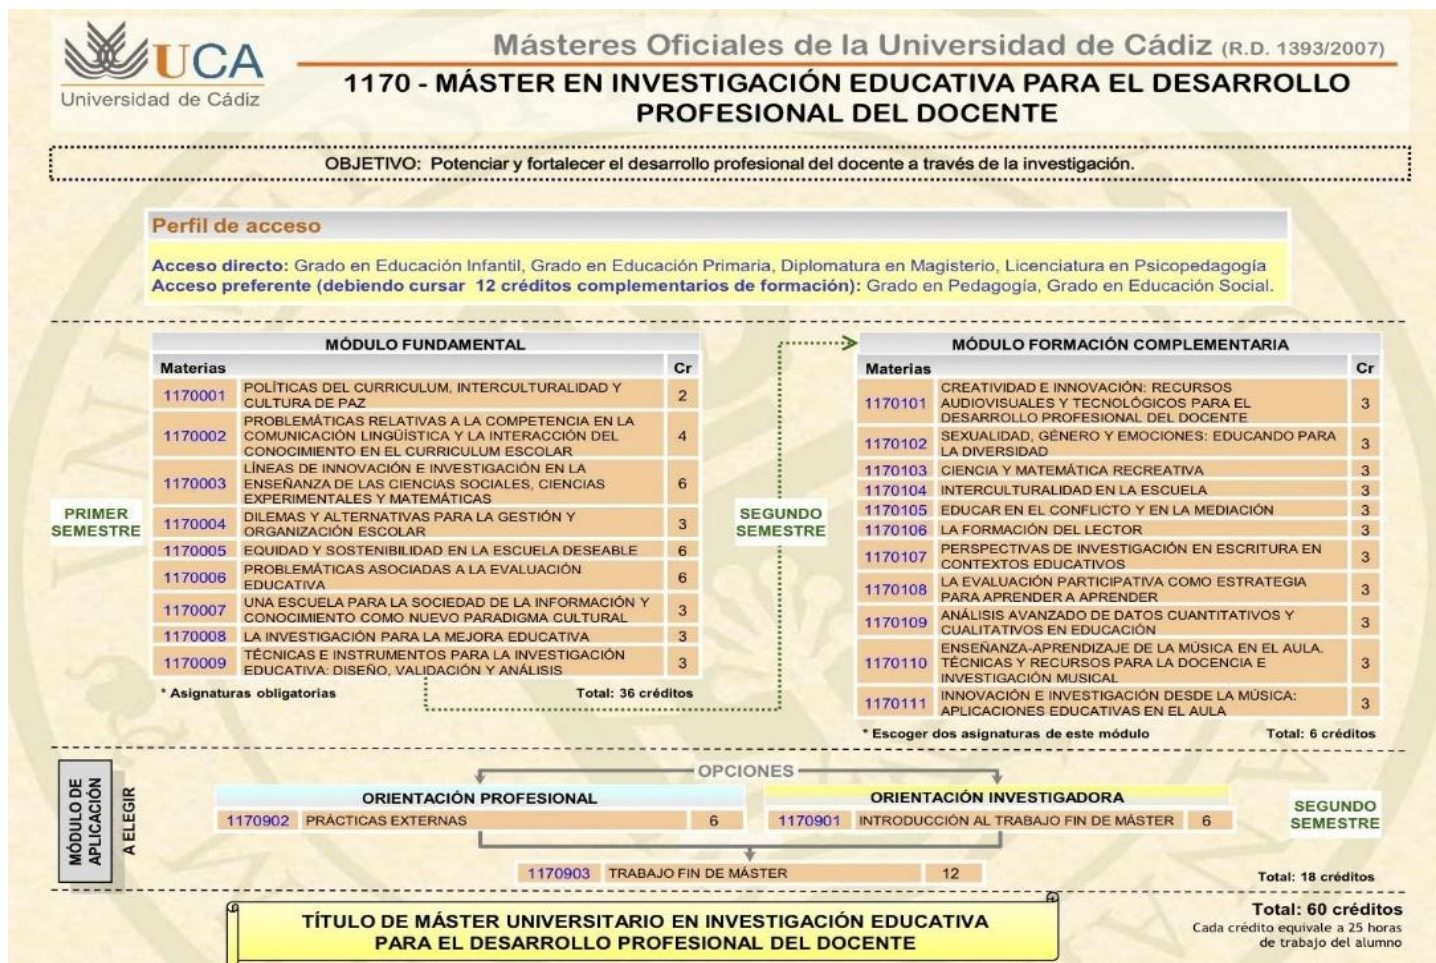 UCA
Universidad de Cádiz
Másteres Oficiales de la Universidad de Cádiz (R.D. 1393/2007)
1170 - MÁSTER EN INVESTIGACIÓN EDUCATIVA PARA EL DESARROLLO
PROFESIONAL DEL DOCENTE
OBJETIVO: Potenciar y fortalecer el desarrollo profesional del docente a través de la investigación.
Perfil de acceso
Acceso directo: Grado en Educación Infantil, Grado en Educación Primaria, Diplomatura en Magisterio, Licenciatura en Psicopedagogía
Acceso preferente (debiendo cursar 12 créditos complementarios de formación): Grado en Pedagogía, Grado en Educación Social.
PRIMER
SEMESTRE
MÓDULO FUNDAMENTAL
Materias Cr
1170001 POLÍTICAS DEL CURRICULUM, INTERCULTURALIDAD Y
CULTURA DE PAZ 2
1170002 PROBLEMÁTICAS RELATIVAS A LA COMPETENCIA EN LA
COMUNICACIÓN LINGÜÍSTICA Y LA INTERACCIÓN DEL
CONOCIMIENTO EN EL CURRICULUM ESCOLAR 4
1170003 LÍNEAS DE INNOVACIÓN E INVESTIGACIÓN EN LA
ENSEÑANZA DE LAS CIENCIAS SOCIALES, CIENCIAS
EXPERIMENTALES Y MATEMÁTICAS 6
1170004 DILEMAS Y ALTERNATIVAS PARA LA GESTIÓN Y
ORGANIZACIÓN ESCOLAR 3
1170005 EQUIDAD Y SOSTENIBILIDAD EN LA ESCUELA DESEABLE 6
1170006 PROBLEMÁTICAS ASOCIADAS A LA EVALUACIÓN
EDUCATIVA 6
1170007 UNA ESCUELA PARA LA SOCIEDAD DE LA INFORMACIÓN Y
CONOCIMIENTO COMO NUEVO PARADIGMA CULTURAL 3
1170008 LA INVESTIGACIÓN PARA LA MEJORA EDUCATIVA 3
1170009 TÉCNICAS E INSTRUMENTOS PARA LA INVESTIGACIÓN
EDUCATIVA: DISEÑO, VALIDACIÓN Y ANÁLISIS 3
* Asignaturas obligatorias Total: 36 créditos
SEGUNDO
SEMESTRE
MÓDULO FORMACIÓN COMPLEMENTARIA
Materias Cr
1170101 CREATIVIDAD E INNOVACIÓN: RECURSOS
AUDIOVISUALES Y TECNOLÓGICOS PARA EL
DESARROLLO PROFESIONAL DEL DOCENTE 3
1170102 SEXUALIDAD, GÉNERO Y EMOCIONES: EDUCANDO PARA
LA DIVERSIDAD 3
1170103 CIENCIA Y MATEMÁTICA RECREATIVA 3
1170104 INTERCULTURALIDAD EN LA ESCUELA 3
1170105 EDUCAR EN EL CONFLICTO Y EN LA MEDIACIÓN 3
1170106 LA FORMACIÓN DEL LECTOR 3
1170107 PERSPECTIVAS DE INVESTIGACIÓN EN ESCRITURA EN
CONTEXTOS EDUCATIVOS 3
1170108 LA EVALUACIÓN PARTICIPATIVA COMO ESTRATEGIA
PARA APRENDER A APRENDER 3
1170109 ANÁLISIS AVANZADO DE DATOS CUANTITATIVOS Y
CUALITATIVOS EN EDUCACIÓN 3
1170110 ENSEÑANZA-APRENDIZAJE DE LA MÚSICA EN EL AULA.
TÉCNICAS Y RECURSOS PARA LA DOCENCIA E
INVESTIGACIÓN MUSICAL 3
1170111 INNOVACIÓN E INVESTIGACIÓN DESDE LA MÚSICA:
APLICACIONES EDUCATIVAS EN EL AULA 3
* Escoger dos asignaturas de este módulo Total: 6 créditos
MÓDULO DE
APLICACIÓN
A ELEGIR
OPCIONES
ORIENTACIÓN PROFESIONAL
1170902 PRÁCTICAS EXTERNAS 6
ORIENTACIÓN INVESTIGADORA
1170901 INTRODUCCIÓN AL TRABAJO FIN DE MÁSTER 6
SEGUNDO
SEMESTRE
1170903 TRABAJO FIN DE MÁSTER 12
Total: 18 créditos
TÍTULO DE MÁSTER UNIVERSITARIO EN INVESTIGACIÓN EDUCATIVA
PARA EL DESARROLLO PROFESIONAL DEL DOCENTE
Total: 60 créditos
Cada crédito equivale a 25 horas
de trabajo del alumno